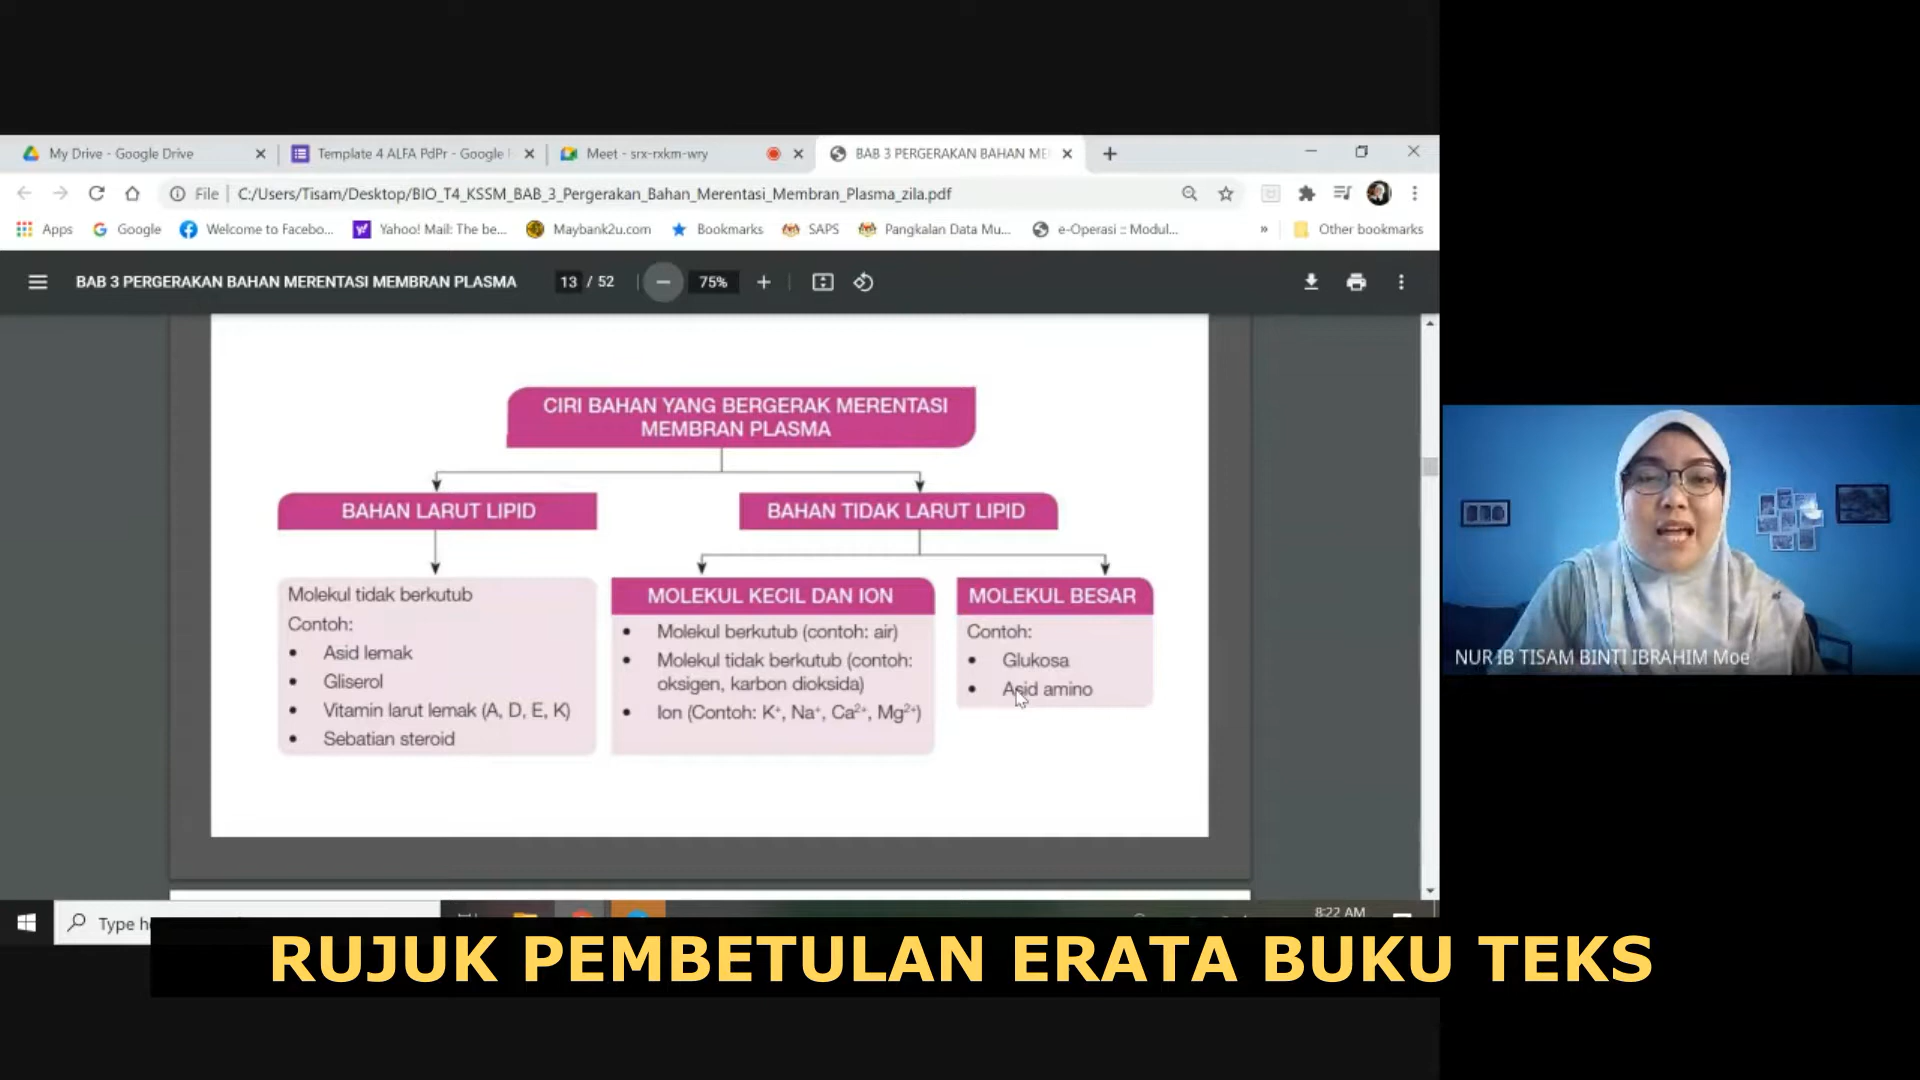 My Drive - Google Drive
Template 4 ALFA PdPr - Google
Meet - srx-rxkm-wry
BAB 3 PERGERAKAN BAHAN ME
File
C:/Users/Tisam/Desktop/BIO_T4_KSSM_BAB_3_Pergerakan_Bahan_Merentasi_Membran_Plasma_zila.pdf
Apps
Google
Welcome to Facebo...
Yahoo! Mail: The be...
Maybank2u.com
Bookmarks
SAPS
Pangkalan Data Mu...
e-Operasi :: Modul...
»
Other bookmarks
BAB 3 PERGERAKAN BAHAN MERENTASI MEMBRAN PLASMA
13 / 52
75%
CIRI BAHAN YANG BERGERAK MERENTASI
MEMBRAN PLASMA
BAHAN LARUT LIPID
BAHAN TIDAK LARUT LIPID
Molekul tidak berkutub
Contoh:
• Asid lemak
• Gliserol
• Vitamin larut lemak (A, D, E, K)
• Sebatian steroid
MOLEKUL KECIL DAN ION
• Molekul berkutub (contoh: air)
• Molekul tidak berkutub (contoh:
oksigen, karbon dioksida)
• Ion (Contoh: K⁺, Na⁺, Ca²⁺, Mg²⁺)
MOLEKUL BESAR
Contoh:
• Glukosa
• Asid amino
NUR IB TISAM BINTI IBRAHIM Moe
Type
8:22 AM
RUJUK PEMBETULAN ERATA BUKU TEKS